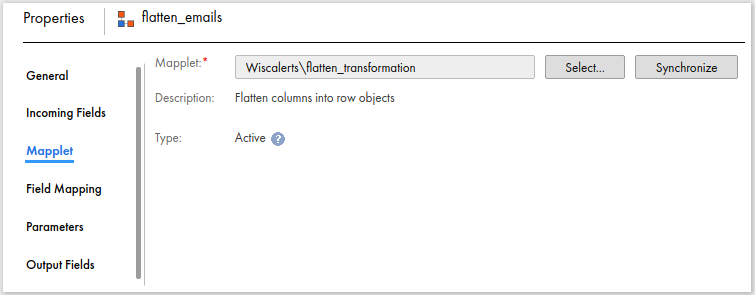 Properties flatten_emails
General
Incoming Fields
Mapplet
Field Mapping
Parameters
Output Fields
Mapplet:* Wiscalerts\flatten_transformation Select... Synchronize
Description: Flatten columns into row objects
Type: Active ?